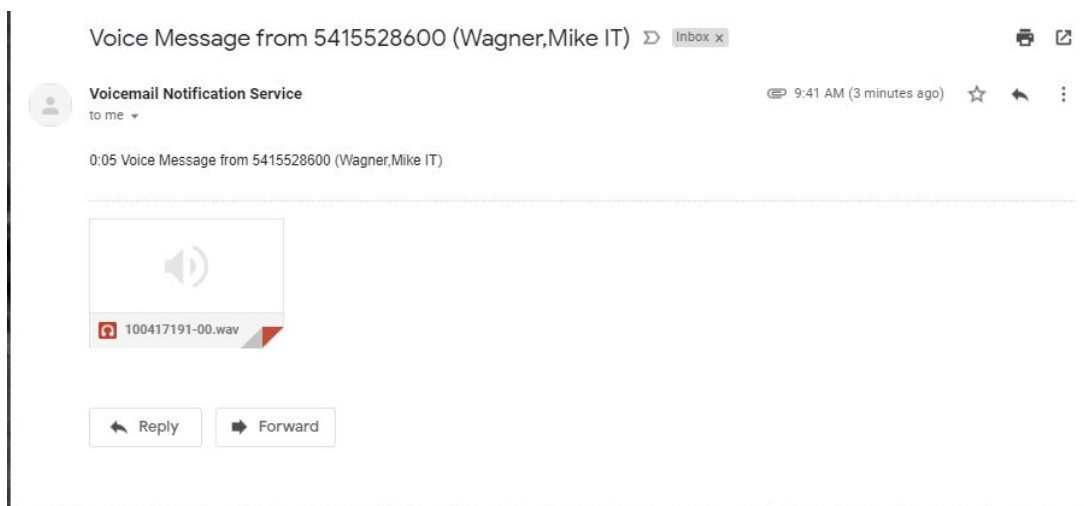 Voice Message from 5415528600 (Wagner,Mike IT) Inbox x
Voicemail Notification Service 9:41 AM (3 minutes ago)
to me
0:05 Voice Message from 5415528600 (Wagner,Mike IT)
100417191-00.wav
Reply Forward